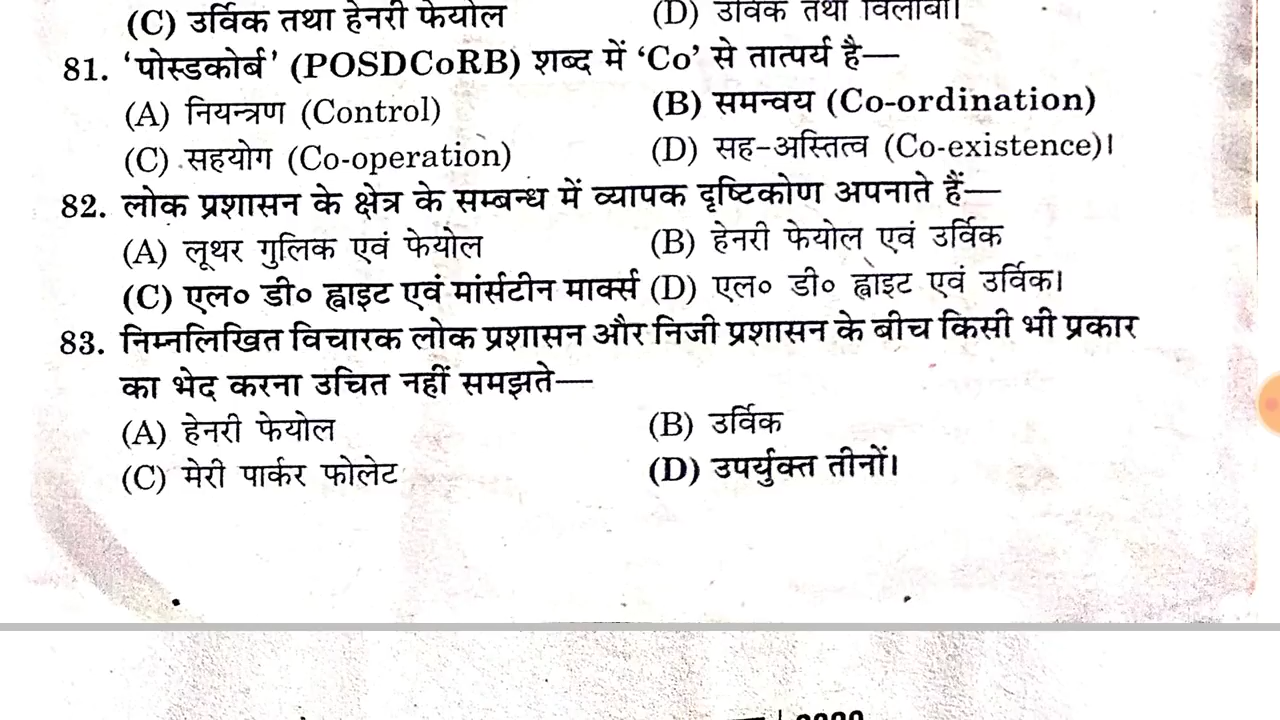 (C) उर्विक तथा हेनरी फेयोल (D) उर्विक तथा विलोबी।
81. ‘पोस्डकोर्ब’ (POSDCoRB) शब्द में ‘Co’ से तात्पर्य है—
(A) नियन्त्रण (Control) (B) समन्वय (Co-ordination)
(C) सहयोग (Co-operation) (D) सह-अस्तित्व (Co-existence)।
82. लोक प्रशासन के क्षेत्र के सम्बन्ध में व्यापक दृष्टिकोण अपनाते हैं—
(A) लूथर गुलिक एवं फेयोल (B) हेनरी फेयोल एवं उर्विक
(C) एल० डी० ह्वाइट एवं मार्सटीन मार्क्स (D) एल० डी० ह्वाइट एवं उर्विक।
83. निम्नलिखित विचारक लोक प्रशासन और निजी प्रशासन के बीच किसी भी प्रकार
का भेद करना उचित नहीं समझते—
(A) हेनरी फेयोल (B) उर्विक
(C) मेरी पार्कर फोलेट (D) उपर्युक्त तीनों।